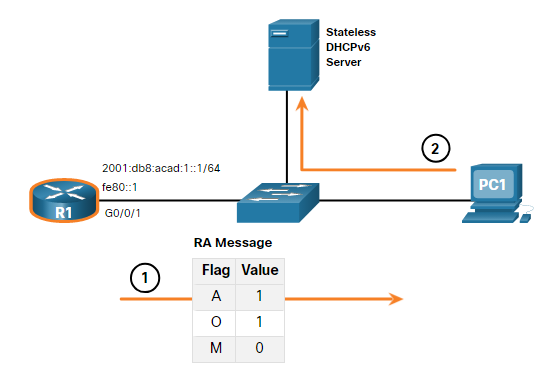 Stateless
DHCPv6
Server
2
2001:db8:acad:1::1/64
fe80::1
PC1
R1
G0/0/1
RA Message
1
Flag Value
A 1
O 1
M 0